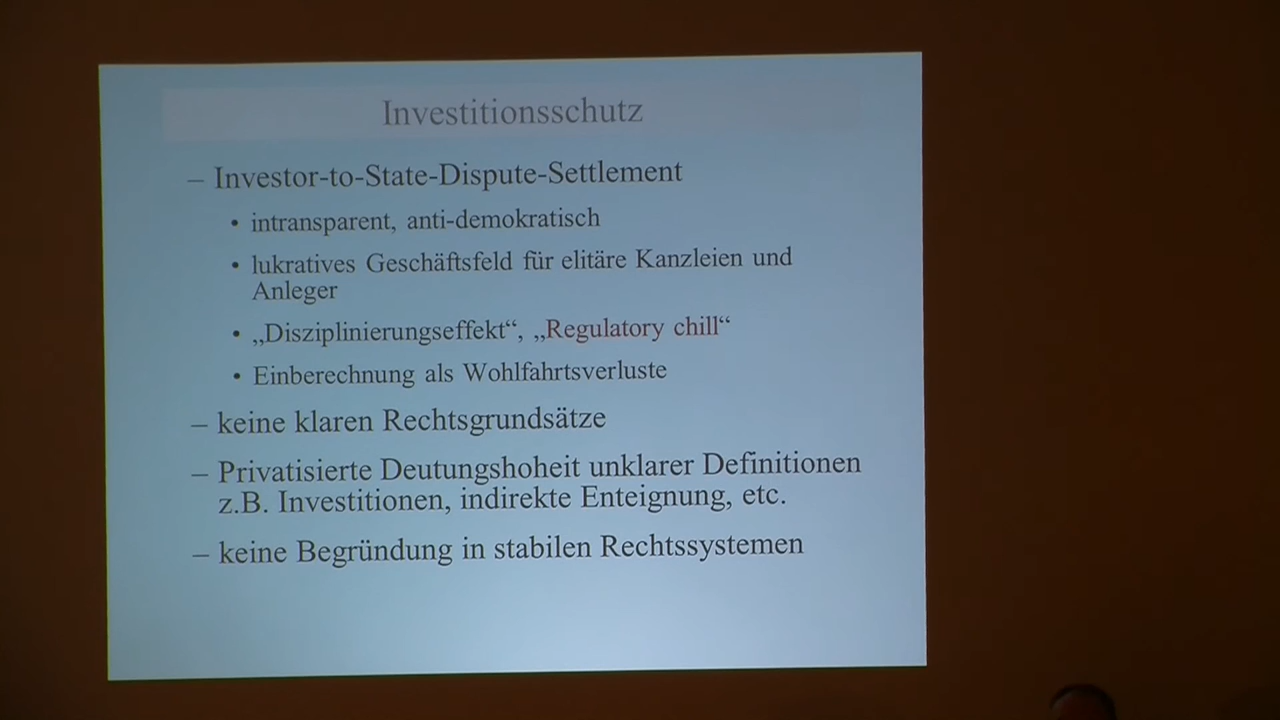 Investitionsschutz
– Investor-to-State-Dispute-Settlement
• intransparent, anti-demokratisch
• lukratives Geschäftsfeld für elitäre Kanzleien und
Anleger
• „Disziplinierungseffekt“, „Regulatory chill“
• Einberechnung als Wohlfahrtsverluste
– keine klaren Rechtsgrundsätze
– Privatisierte Deutungshoheit unklarer Definitionen
z.B. Investitionen, indirekte Enteignung, etc.
– keine Begründung in stabilen Rechtssystemen